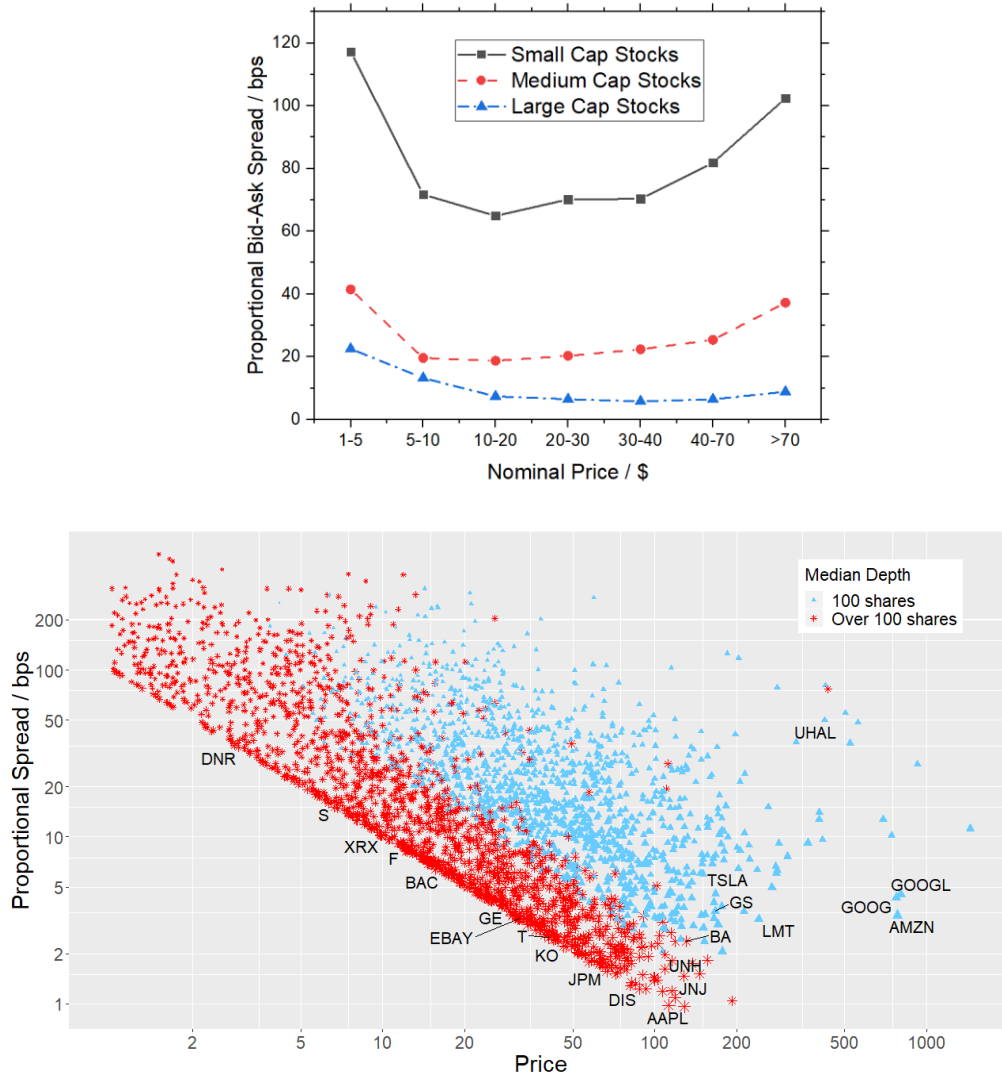 Proportional Bid-Ask Spread / bps
120
100
80
60
40
20
0
Small Cap Stocks
Medium Cap Stocks
Large Cap Stocks
1-5 5-10 10-20 20-30 30-40 40-70 >70
Nominal Price / $
Proportional Spread / bps
200
100
50
20
10
5
2
1
Median Depth
100 shares
Over 100 shares
UHAL
DNR
S
XRX
F
BAC
TSLA
GOOGL
GE
GS
GOOG
EBAY
T
BA
LMT
AMZN
KO
UNH
JPM
JNJ
DIS
AAPL
2 5 10 20 50 100 200 500 1000
Price